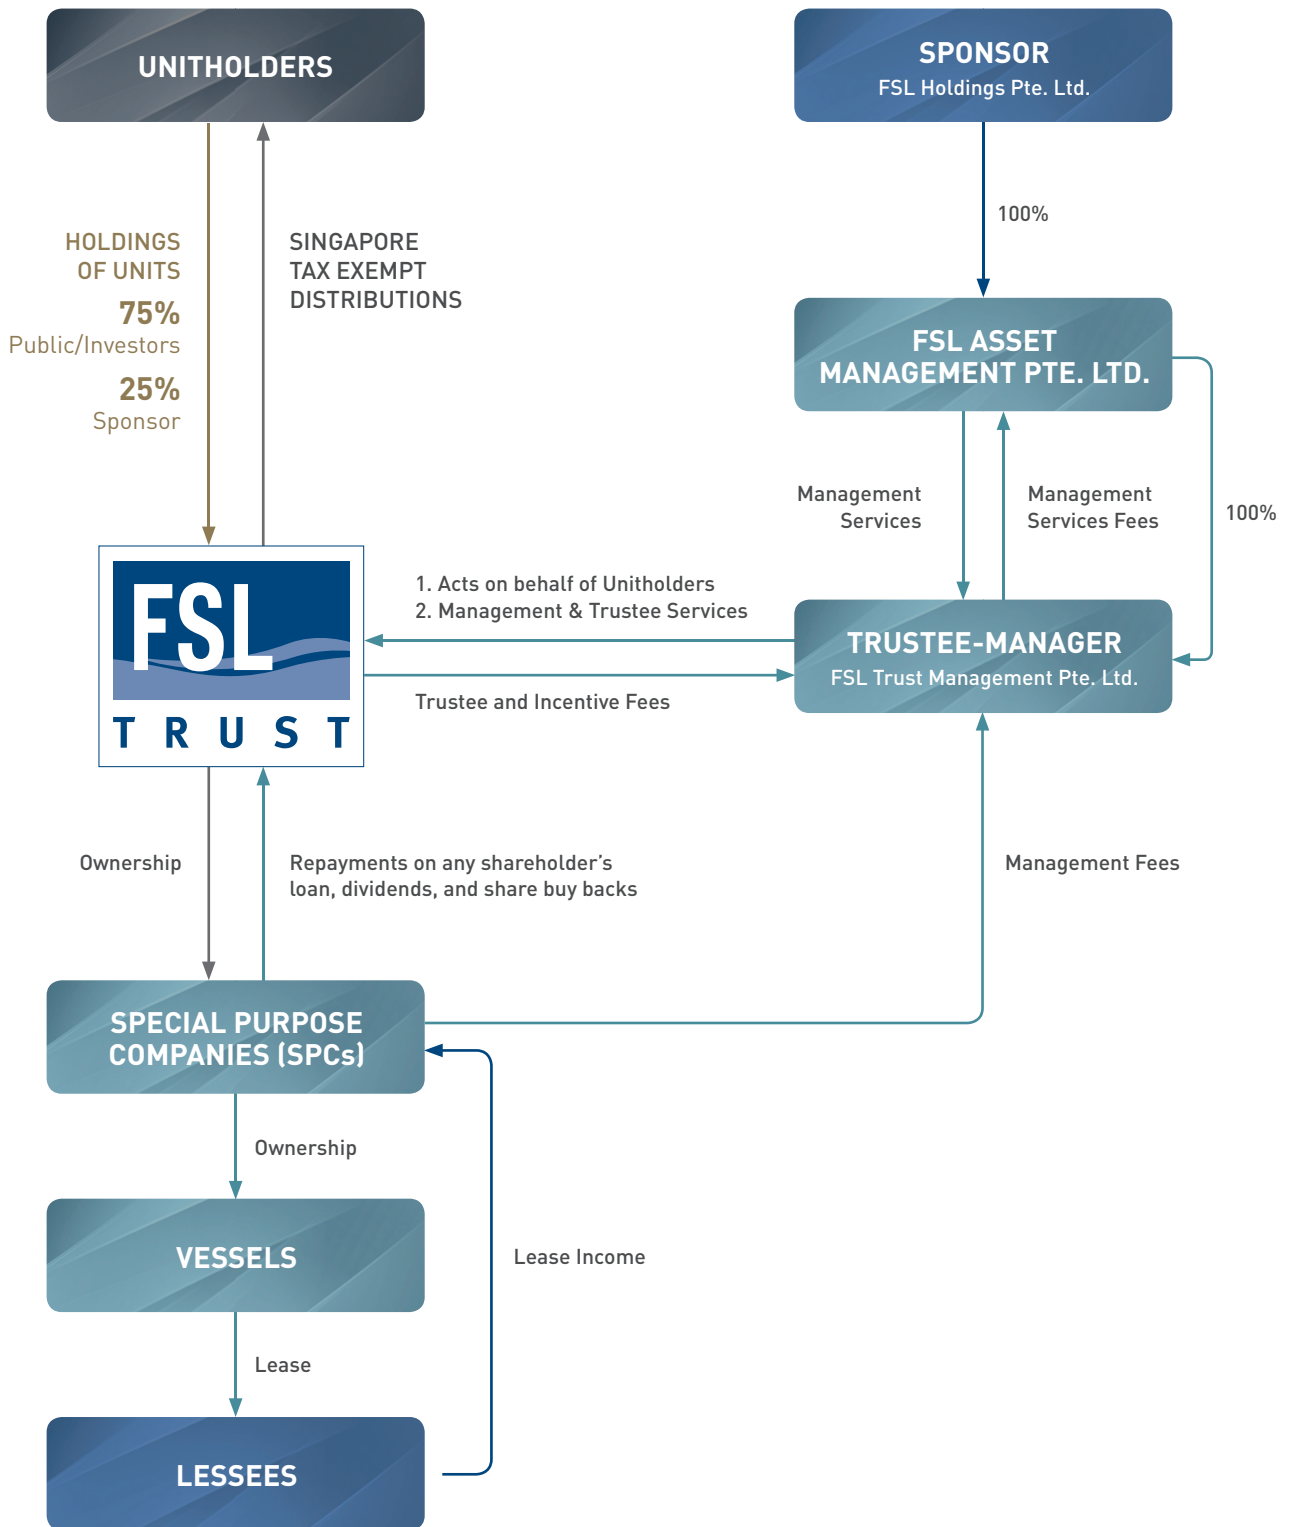 UNITHOLDERS
SPONSOR
FSL Holdings Pte. Ltd.
100%
HOLDINGS
OF UNITS
75%
Public/Investors
25%
Sponsor
SINGAPORE
TAX EXEMPT
DISTRIBUTIONS
FSL ASSET
MANAGEMENT PTE. LTD.
Management
Services
Management
Services Fees
100%
FSL
TRUST
1. Acts on behalf of Unitholders
2. Management & Trustee Services
Trustee and Incentive Fees
TRUSTEE-MANAGER
FSL Trust Management Pte. Ltd.
Ownership
Repayments on any shareholder’s
loan, dividends, and share buy backs
Management Fees
SPECIAL PURPOSE
COMPANIES (SPCs)
Ownership
VESSELS
Lease Income
Lease
LESSEES